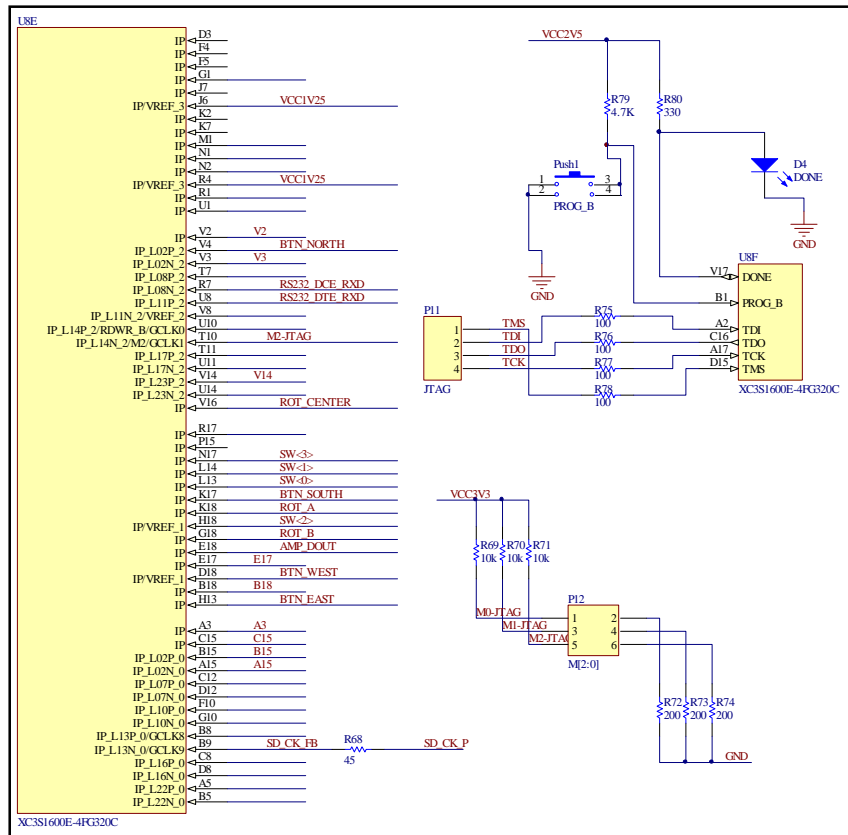 U8E
IP D3
IP F4
IP F5
IP G1
IP J7
IP/VREF_3 J6 VCC1V25
IP K2
IP K7
IP M1
IP N1
IP N2
IP/VREF_3 R4 VCC1V25
IP R1
IP U1
IP V2 V2
IP_L02P_2 V4 BTN_NORTH
IP_L02N_2 V3 V3
IP_L08P_2 T7
IP_L08N_2 R7 RS232_DCE_RXD
IP_L11P_2 U8 RS232_DTE_RXD
IP_L11N_2/VREF_2 V8
IP_L14P_2/RDWR_B/GCLK0 U10
IP_L14N_2/M2/GCLK1 T10 M2-JTAG
IP_L17P_2 T11
IP_L17N_2 U11
IP_L23P_2 V14 V14
IP_L23N_2 U14
IP V16 ROT_CENTER
IP R17
IP P15
IP N17 SW<3>
IP L14 SW<1>
IP L13 SW<0>
IP K17 BTN_SOUTH
IP K18 ROT_A
IP/VREF_1 H18 SW<2>
IP G18 ROT_B
IP E18 AMP_DOUT
IP E17 E17
IP/VREF_1 D18 BTN_WEST
IP B18 B18
IP H13 BTN_EAST
IP A3 A3
IP C15 C15
IP_L02P_0 B15 B15
IP_L02N_0 A15 A15
IP_L07P_0 C12
IP_L07N_0 D12
IP_L10P_0 F10
IP_L10N_0 G10
IP_L13P_0/GCLK8 B8
IP_L13N_0/GCLK9 B9 SD_CK_FB R68 45 SD_CK_P
IP_L16P_0 C8
IP_L16N_0 D8
IP_L22P_0 A5
IP_L22N_0 B5
XC3S1600E-4FG320C
VCC2V5
R79
4.7K
R80
330
Push1
1 3
2 4
PROG_B
GND
D4
DONE
GND
U8F
V17 DONE
B1 PROG_B
A2 TDI
C16 TDO
A17 TCK
D15 TMS
XC3S1600E-4FG320C
P11
1 TMS
2 TDI
3 TDO
4 TCK
JTAG
R75
100
R76
100
R77
100
R78
100
VCC3V3
R69 R70 R71
10k 10k 10k
P12
M0-JTAG 1 2
M1-JTAG 3 4
M2-JTAG 5 6
M[2:0]
R72 R73 R74
200 200 200
GND